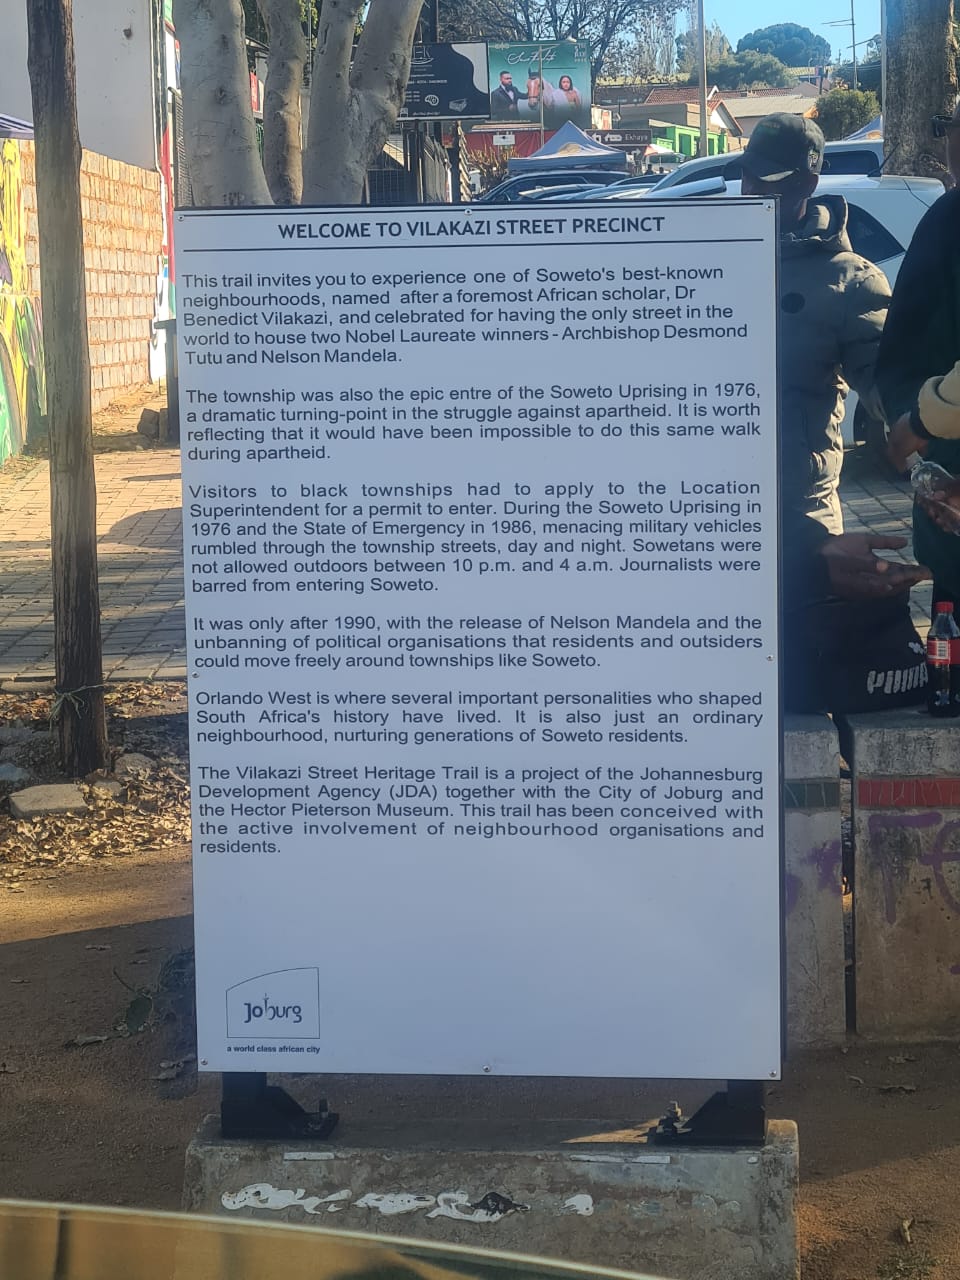 WELCOME TO VILAKAZI STREET PRECINCT
This trail invites you to experience one of Soweto's best-known
neighbourhoods, named after a foremost African scholar, Dr
Benedict Vilakazi, and celebrated for having the only street in the
world to house two Nobel Laureate winners - Archbishop Desmond
Tutu and Nelson Mandela.
The township was also the epic entre of the Soweto Uprising in 1976,
a dramatic turning-point in the struggle against apartheid. It is worth
reflecting that it would have been impossible to do this same walk
during apartheid.
Visitors to black townships had to apply to the Location
Superintendent for a permit to enter. During the Soweto Uprising in
1976 and the State of Emergency in 1986, menacing military vehicles
rumbled through the township streets, day and night. Sowetans were
not allowed outdoors between 10 p.m. and 4 a.m. Journalists were
barred from entering Soweto.
It was only after 1990, with the release of Nelson Mandela and the
unbanning of political organisations that residents and outsiders
could move freely around townships like Soweto.
Orlando West is where several important personalities who shaped
South Africa's history have lived. It is also just an ordinary
neighbourhood, nurturing generations of Soweto residents.
The Vilakazi Street Heritage Trail is a project of the Johannesburg
Development Agency (JDA) together with the City of Joburg and
the Hector Pieterson Museum. This trail has been conceived with
the active involvement of neighbourhood organisations and
residents.
Joburg
a world class african city
Ekhaya
PUMA